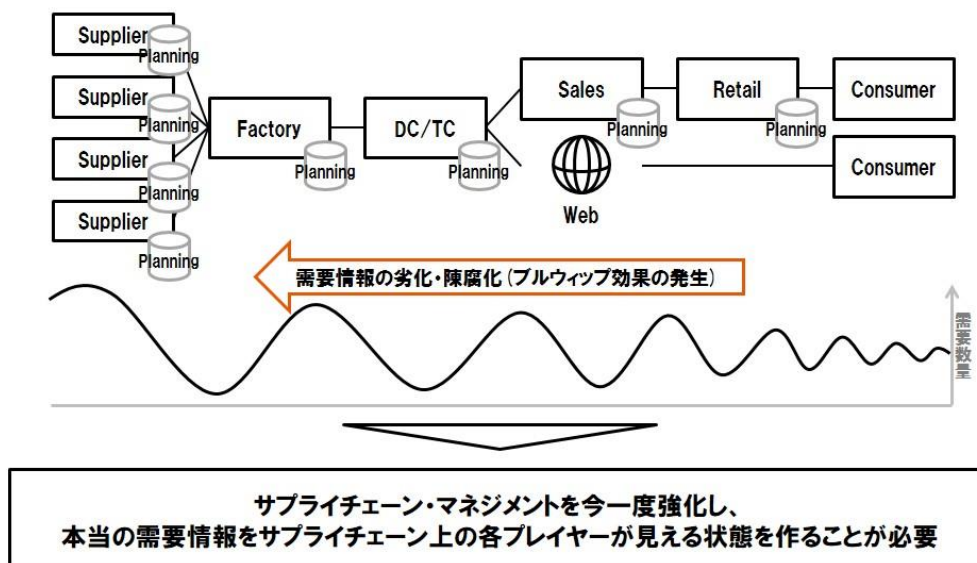 Supplier
Planning
Supplier
Planning
Supplier
Planning
Supplier
Planning
Factory
Planning
DC/TC
Planning
Sales
Planning
Retail
Planning
Consumer
Web
Consumer
需要情報の劣化・陳腐化(ブルウィップ効果の発生)
需要数量
サプライチェーン・マネジメントを今一度強化し、
本当の需要情報をサプライチェーン上の各プレイヤーが見える状態を作ることが必要